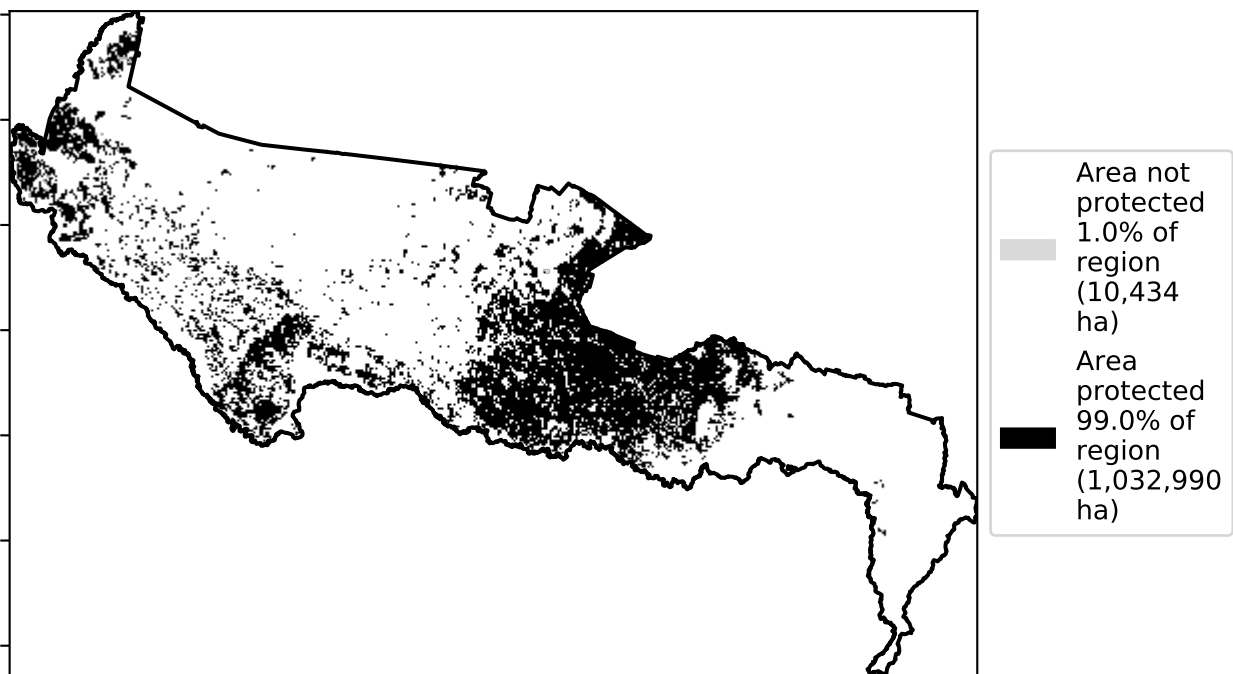 Area not
protected
1.0% of
region
(10,434
ha)
Area
protected
99.0% of
region
(1,032,990
ha)